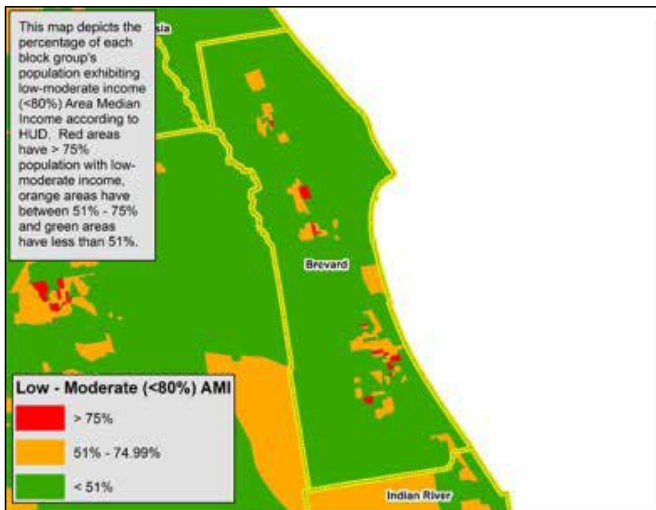 This map depicts the
percentage of each
block group's
population exhibiting
low-moderate income
(<80%) Area Median
Income according to
HUD. Red areas
have > 75%
population with low-
moderate income,
orange areas have
between 51% - 75%
and green areas
have less than 51%.
Brevard
Low - Moderate (<80%) AMI
> 75%
51% - 74.99%
< 51%
Indian River